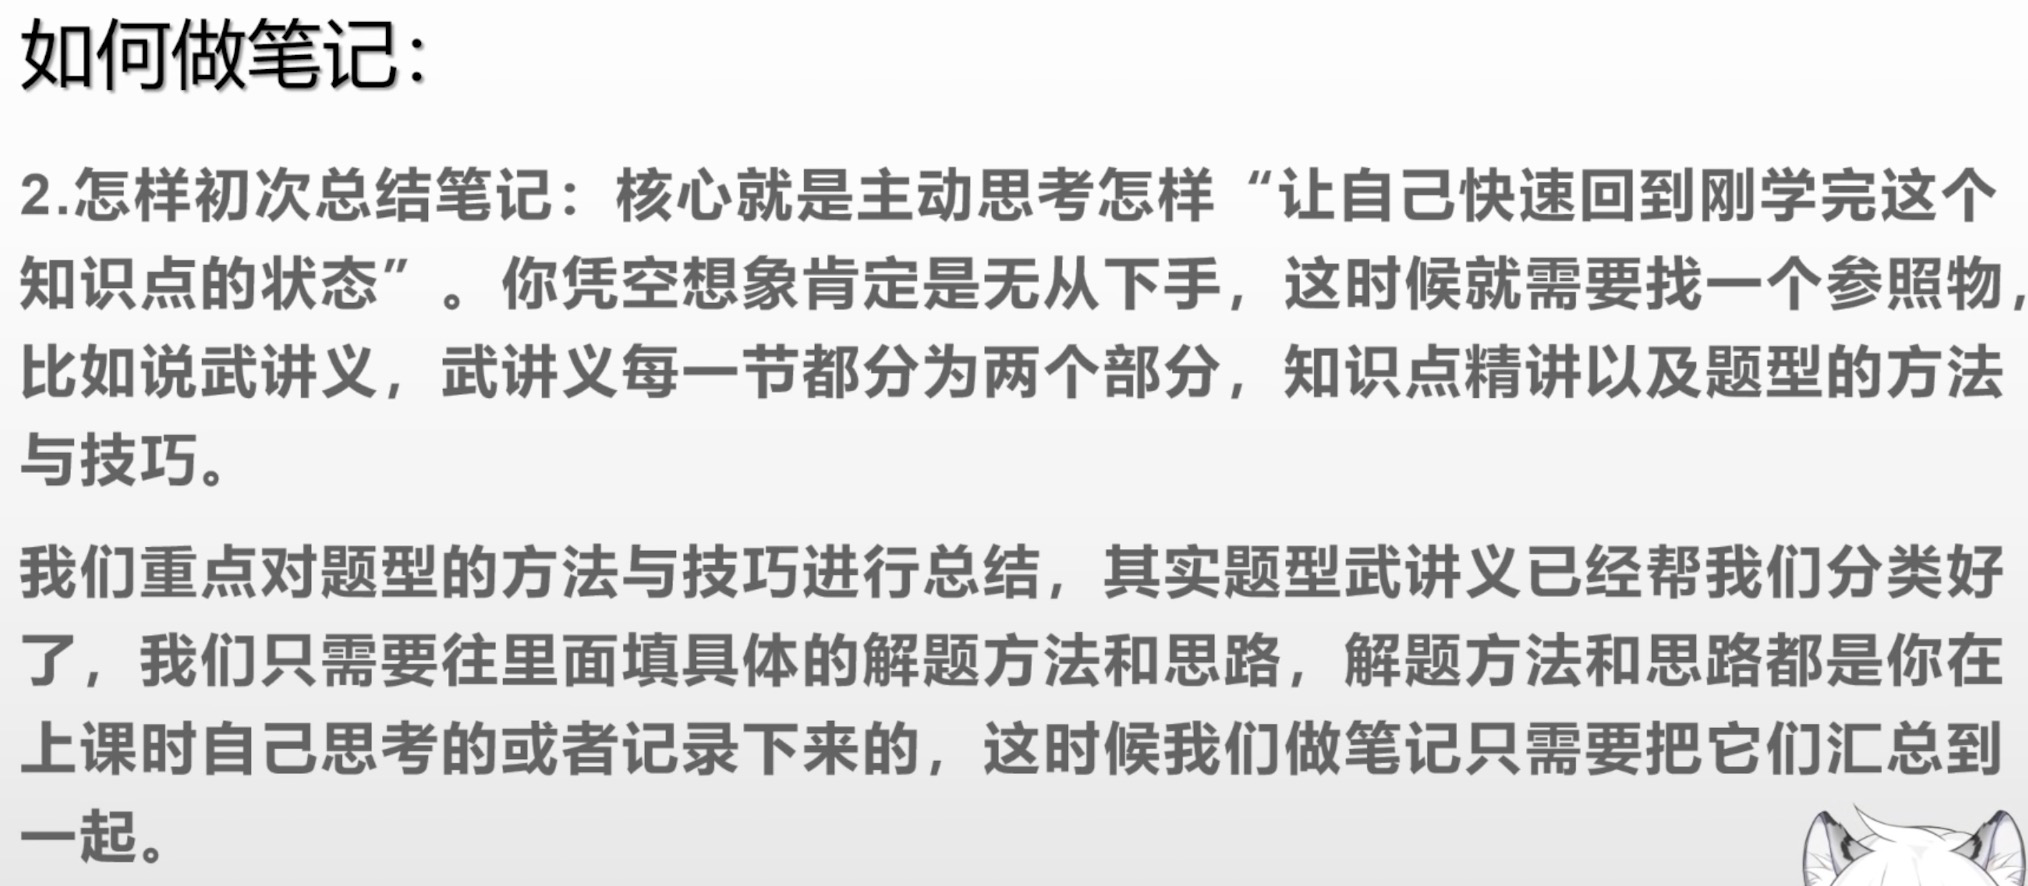 如何做笔记：
2.怎样初次总结笔记：核心就是主动思考怎样“让自己快速回到刚学完这个
知识点的状态”。你凭空想象肯定是无从下手，这时候就需要找一个参照物，
比如说武讲义，武讲义每一节都分为两个部分，知识点精讲以及题型的方法
与技巧。
我们重点对题型的方法与技巧进行总结，其实题型武讲义已经帮我们分类好
了，我们只需要往里面填具体的解题方法和思路，解题方法和思路都是你在
上课时自己思考的或者记录下来的，这时候我们做笔记只需要把它们汇总到
一起。